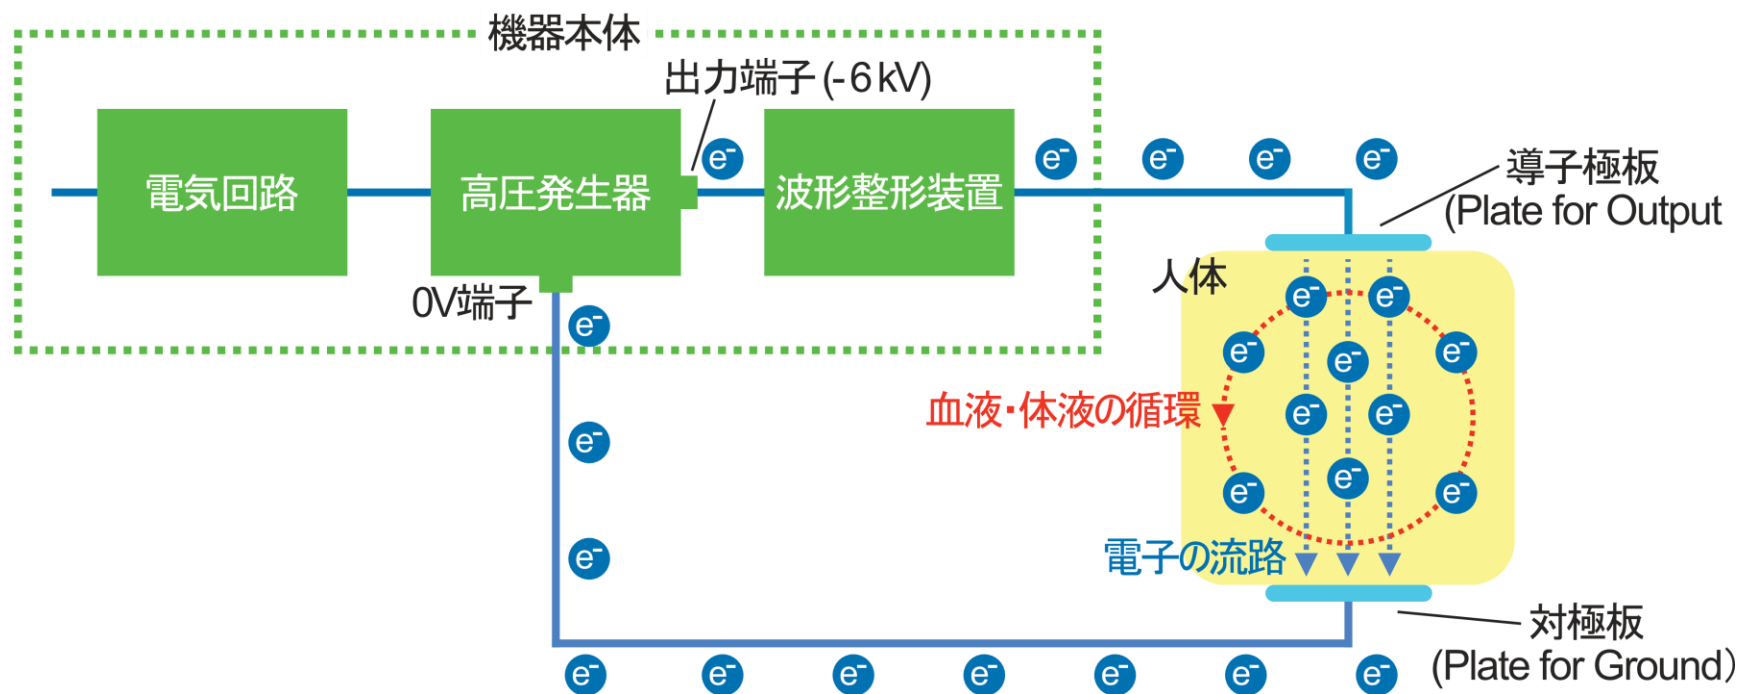 機器本体
出力端子 (-6 kV)
電気回路
高圧発生器
波形整形装置
0V端子
e-
e-
e-
e-
e-
導子極板
(Plate for Output
人体
e-
e-
e-
e-
e-
e-
e-
e-
e-
e-
血液・体液の循環
電子の流路
e-
e-
e-
対極板
(Plate for Ground）
e-
e-
e-
e-
e-
e-
e-